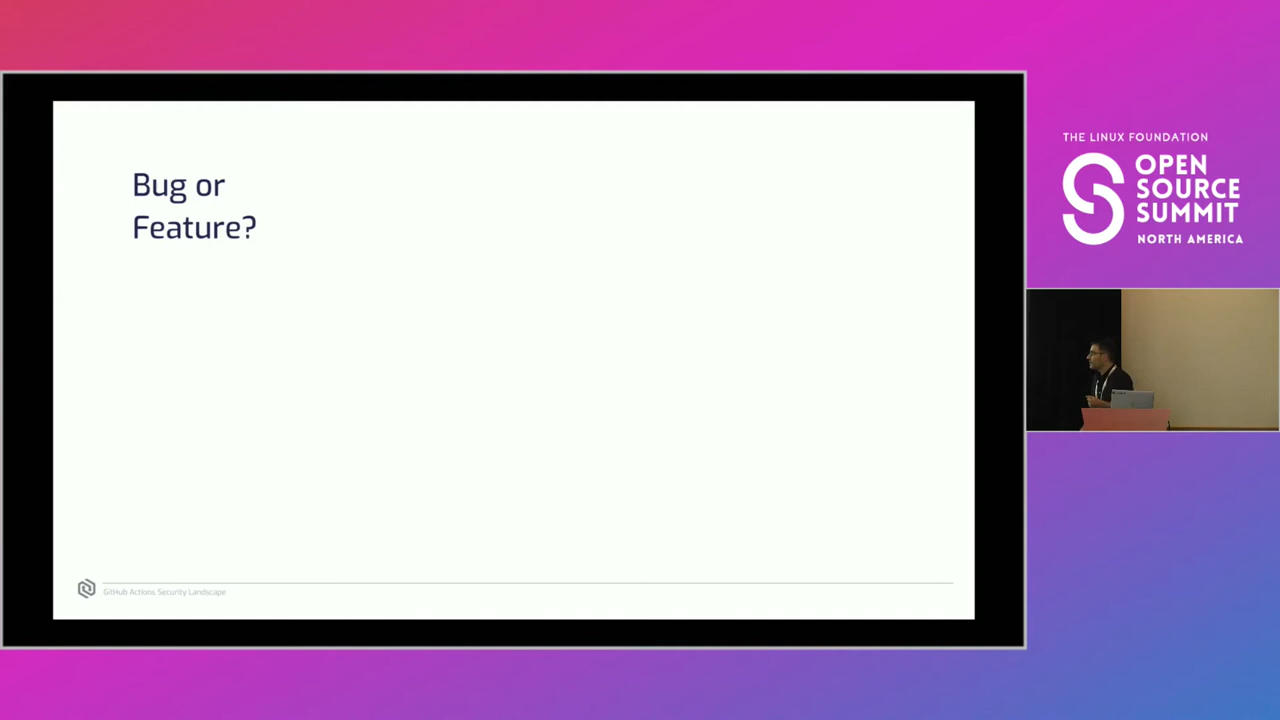 Bug or
Feature?
GitHub Actions Security Landscape
THE LINUX FOUNDATION
OPEN
SOURCE
SUMMIT
NORTH AMERICA